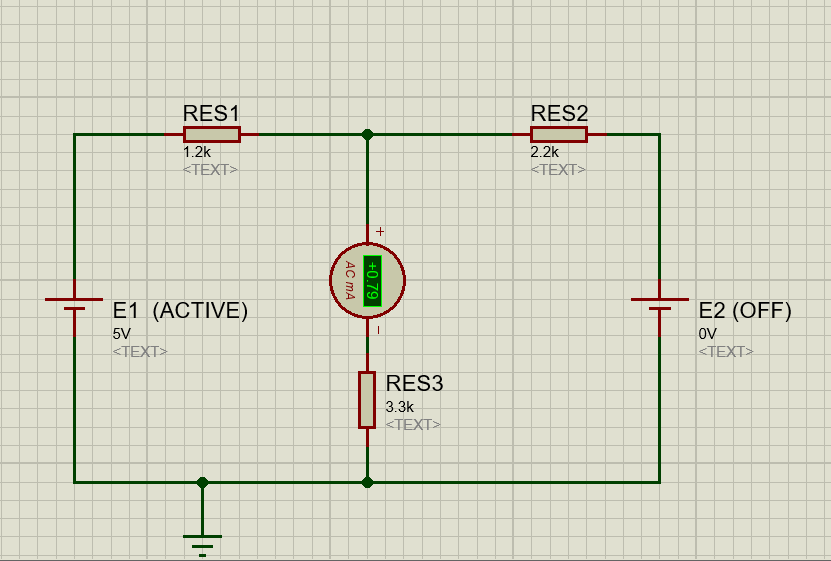 RES1
1.2k
<TEXT>
RES2
2.2k
<TEXT>
+
AC mA
+0.79
–
E1 (ACTIVE)
5V
<TEXT>
E2 (OFF)
0V
<TEXT>
RES3
3.3k
<TEXT>